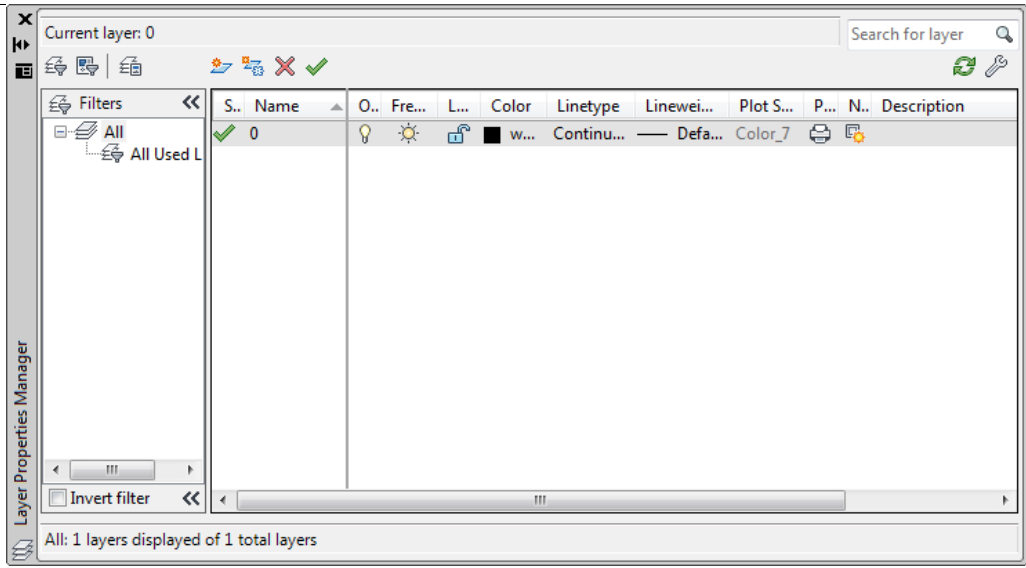 Current layer: 0
Search for layer
Filters
S.. Name O.. Fre... L... Color Linetype Linewei... Plot S... P... N.. Description
All
0 w... Continu... Defa... Color_7
All Used L
Invert filter
Layer Properties Manager
All: 1 layers displayed of 1 total layers